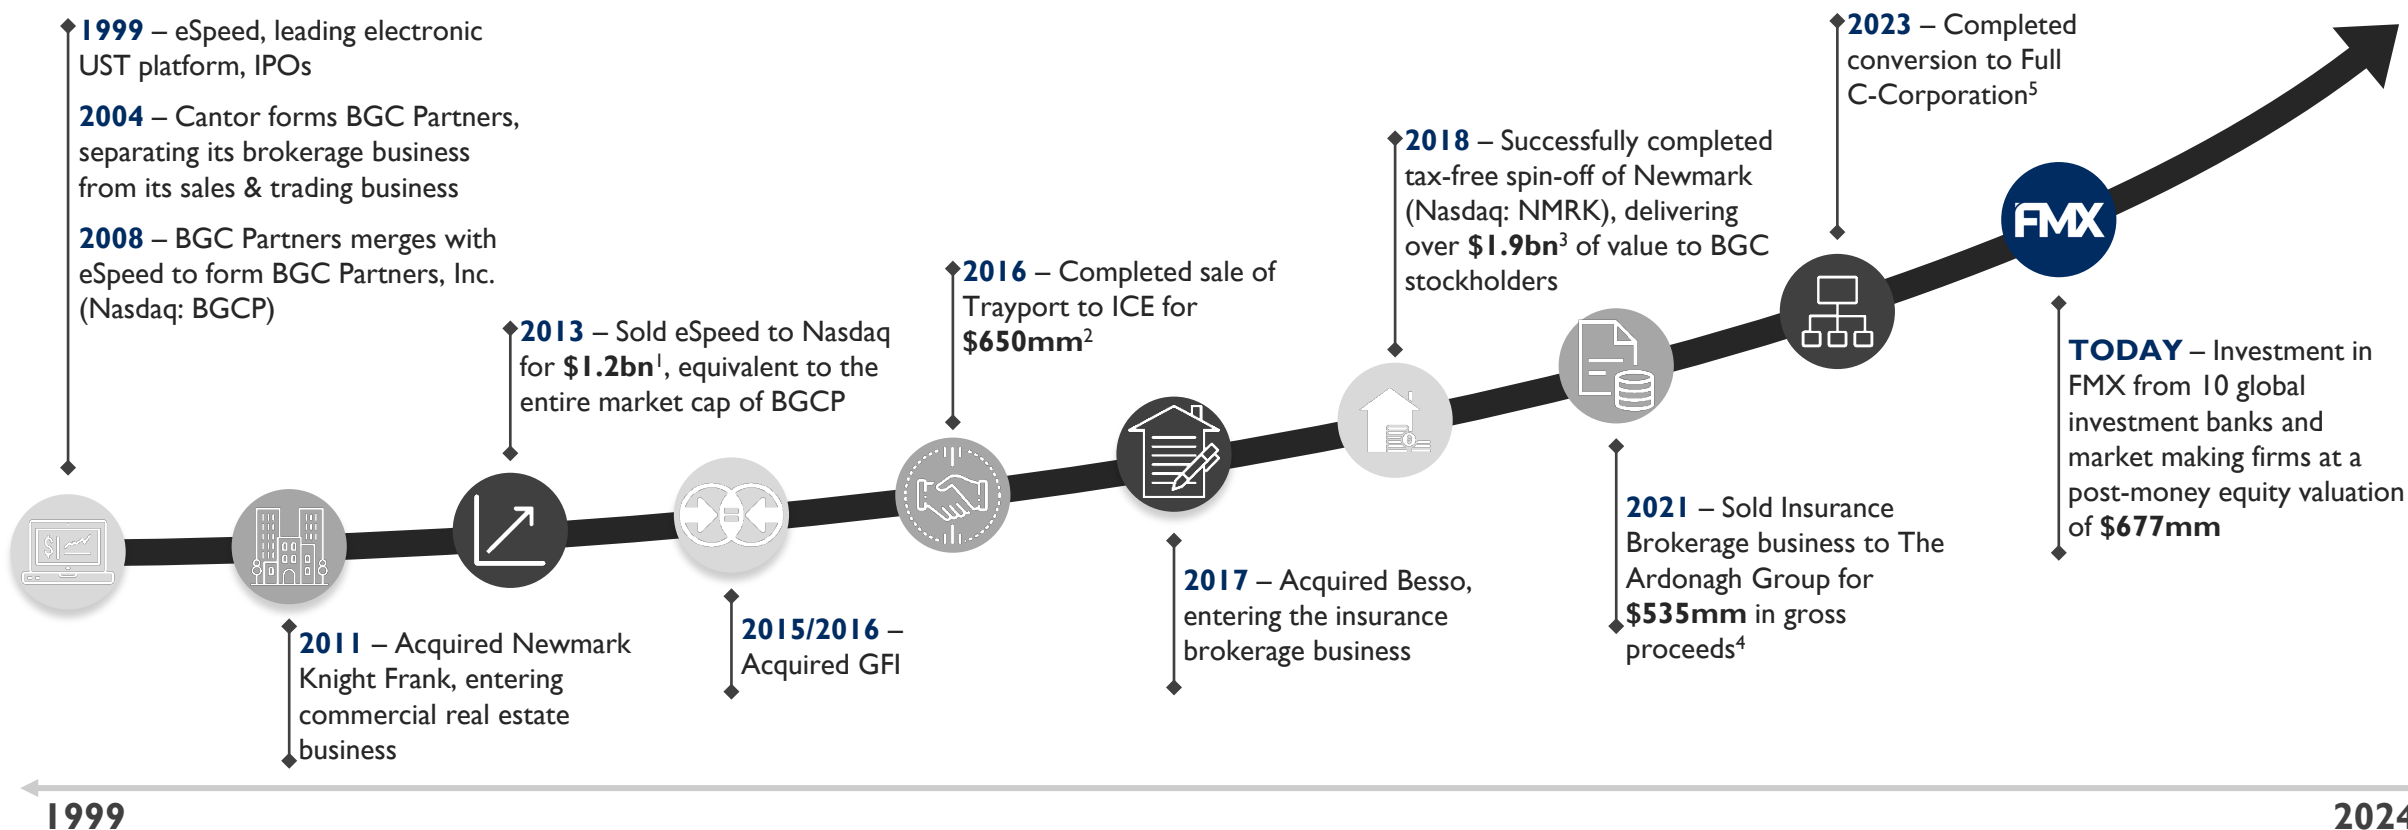 1999 – eSpeed, leading electronic
UST platform, IPOs
2004 – Cantor forms BGC Partners,
separating its brokerage business
from its sales & trading business
2008 – BGC Partners merges with
eSpeed to form BGC Partners, Inc.
(Nasdaq: BGCP)
2011 – Acquired Newmark
Knight Frank, entering
commercial real estate
business
2013 – Sold eSpeed to Nasdaq
for $1.2bn¹, equivalent to the
entire market cap of BGCP
2015/2016 –
Acquired GFI
2016 – Completed sale of
Trayport to ICE for
$650mm²
2017 – Acquired Besso,
entering the insurance
brokerage business
2018 – Successfully completed
tax-free spin-off of Newmark
(Nasdaq: NMRK), delivering
over $1.9bn³ of value to BGC
stockholders
2021 – Sold Insurance
Brokerage business to The
Ardonagh Group for
$535mm in gross
proceeds⁴
2023 – Completed
conversion to Full
C-Corporation⁵
FMX
TODAY – Investment in
FMX from 10 global
investment banks and
market making firms at a
post-money equity valuation
of $677mm
1999
2024